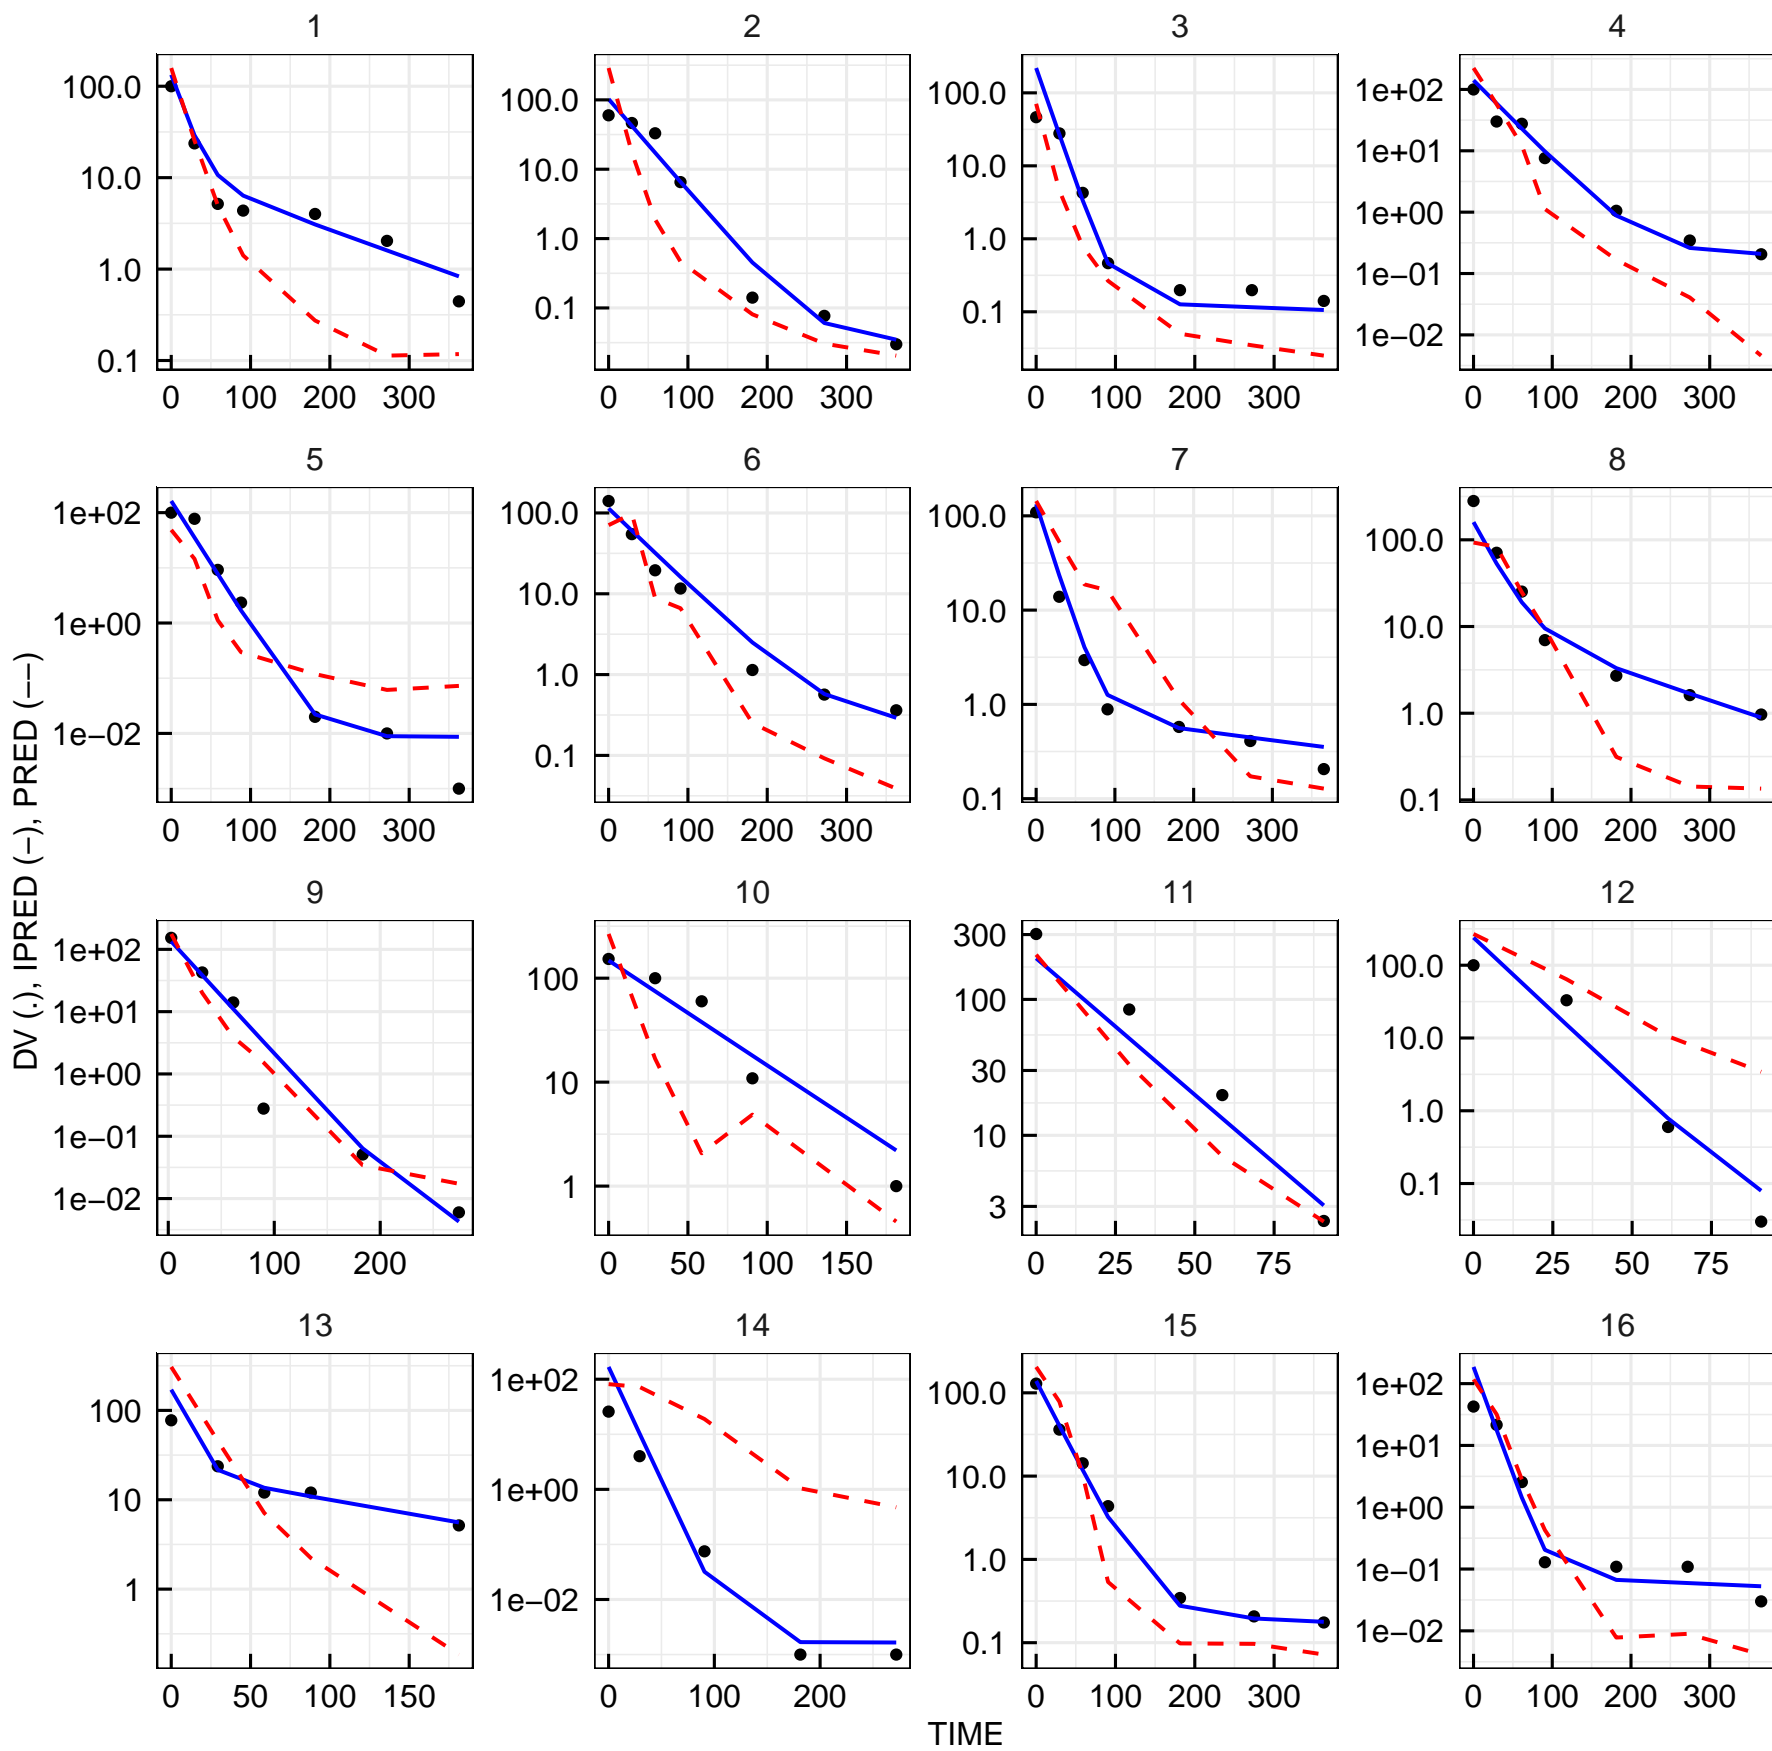 1 2 3 4
100.0 100.0 100.0 1e+02
10.0 10.0 10.0 1e+01
1.0 1.0 1.0 1e+00
0.1 0.1 0.1 1e−01
1e−02
0 100 200 300 0 100 200 300 0 100 200 300 0 100 200 300
5 6 7 8
1e+02 100.0 100.0 100.0
1e+00 10.0 10.0 10.0
1e−02 1.0 1.0 1.0
0.1 0.1 0.1
0 100 200 300 0 100 200 300 0 100 200 300 0 100 200 300
DV (.), IPRED (−), PRED (−−)
9 10 11 12
1e+02 100 300 100.0
1e+01 10 100 10.0
1e+00 1 30 1.0
1e−01 10 0.1
1e−02 3
0 100 200 0 50 100 150 0 25 50 75 0 25 50 75
13 14 15 16
100 1e+02 100.0 1e+02
10 1e+00 10.0 1e+01
1 1e−02 1.0 1e+00
0.1 1e−01
1e−02
0 50 100 150 0 100 200 0 100 200 300 0 100 200 300
TIME